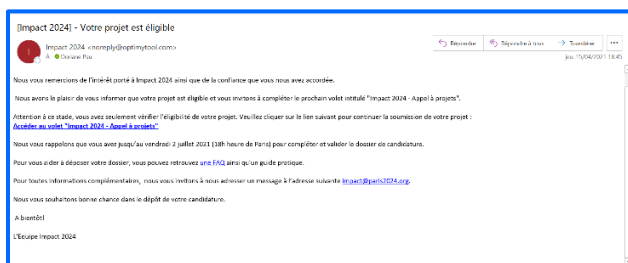 [Impact 2024] - Votre projet est éligible
Impact 2024 <noreply@optimytool.com>
À Doriane Pau
Répondre
Répondre à tous
Transférer
jeu. 15/04/2021 18:45
Nous vous remercions de l'intérêt porté à Impact 2024 ainsi que de la confiance que vous nous avez accordée.
Nous avons le plaisir de vous informer que votre projet est éligible et vous invitons à compléter le prochain volet intitulé "Impact 2024 - Appel à projets".
Attention à ce stade, vous avez seulement vérifier l'éligibilité de votre projet. Veuillez cliquer sur le lien suivant pour continuer la soumission de votre projet :
Accéder au volet "Impact 2024 - Appel à projets"
Nous vous rappelons que vous avez jusqu'au vendredi 2 juillet 2021 (18h heure de Paris) pour compléter et valider le dossier de candidature.
Pour vous aider à déposer votre dossier, vous pouvez retrouvez une FAQ ainsi qu'un guide pratique.
Pour toutes informations complémentaires, nous vous invitons à nous adresser un message à l'adresse suivante impact@paris2024.org.
Nous vous souhaitons bonne chance dans le dépôt de votre candidature.
A bientôt!
L'Equipe Impact 2024